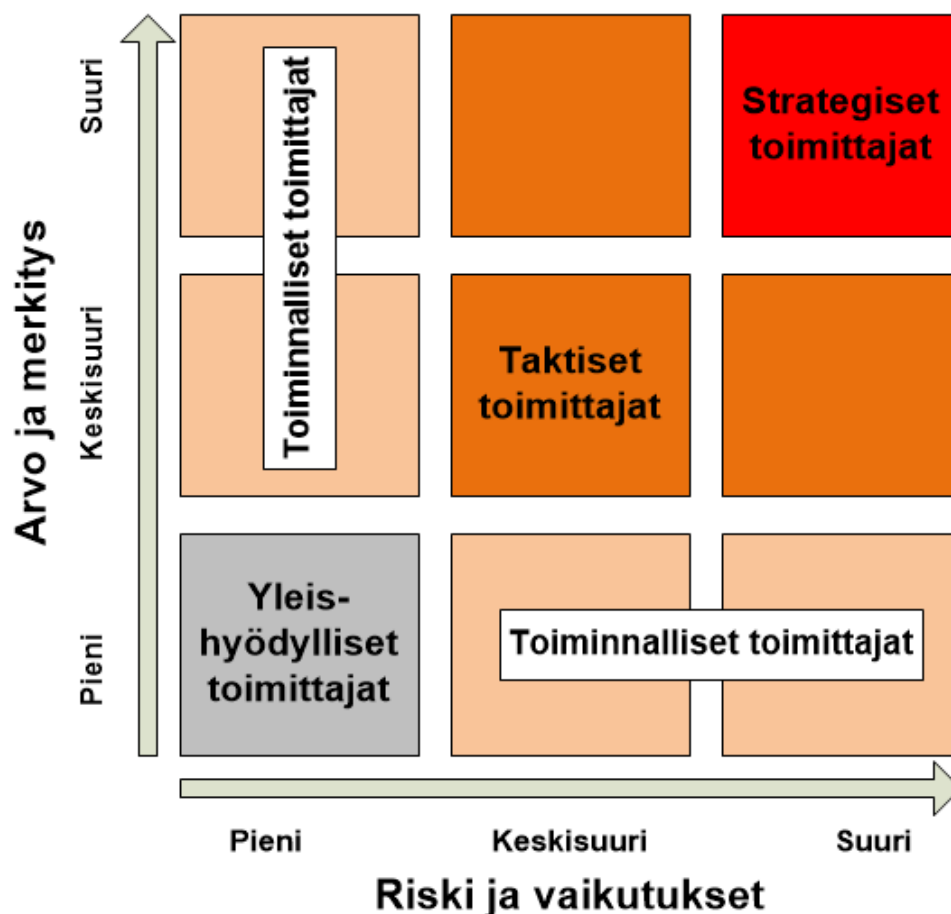 Arvo ja merkitys
Suuri
Keskisuuri
Pieni
Toiminnalliset toimittajat
Strategiset
toimittajat
Taktiset
toimittajat
Yleis-
hyödylliset
toimittajat
Toiminnalliset toimittajat
Pieni
Keskisuuri
Suuri
Riski ja vaikutukset